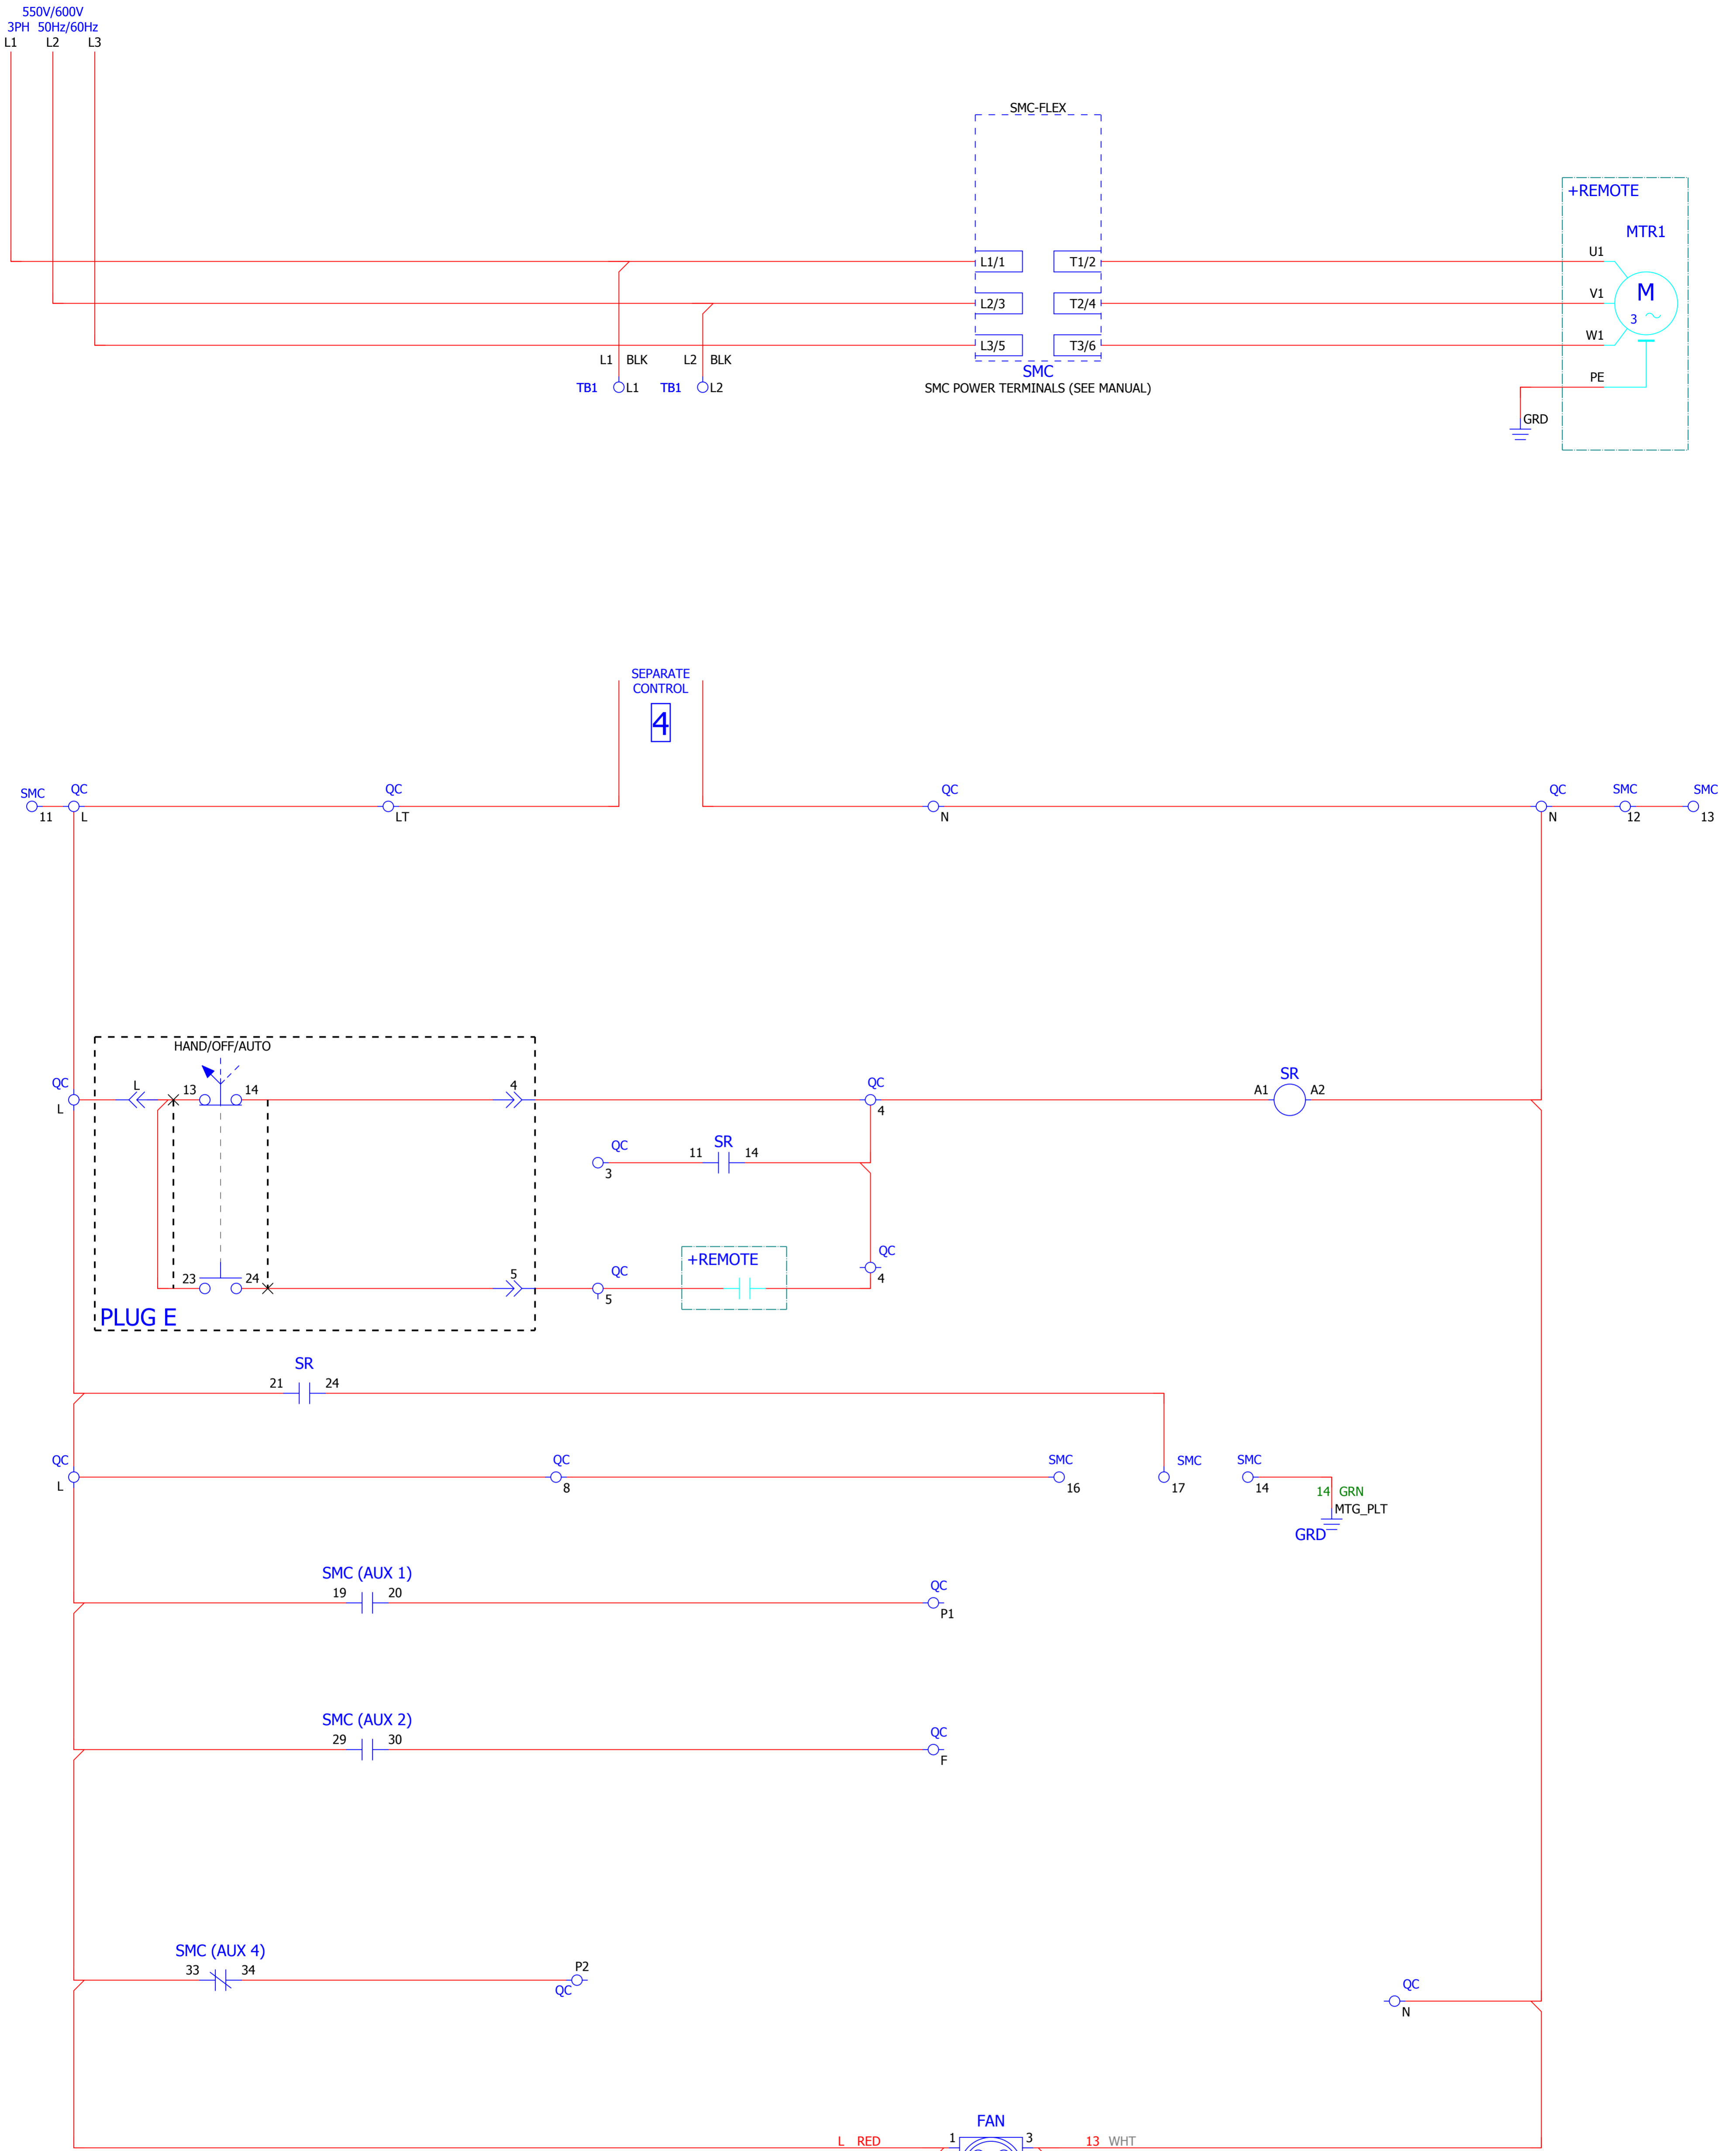 550V/600V
3PH 50Hz/60Hz
L1 L2 L3
SMC-FLEX
+REMOTE
MTR1
L1/1 T1/2 U1
L2/3 T2/4 V1 M
3
L3/5 T3/6 W1
L1 BLK L2 BLK
SMC
TB1 L1 TB1 L2
SMC POWER TERMINALS (SEE MANUAL)
PE
GRD
SEPARATE
CONTROL
4
SMC QC QC QC QC SMC SMC
11 L LT N N 12 13
HAND/OFF/AUTO
QC L 13 14 4 QC A1 SR A2
L 4
QC 11 SR 14
3
+REMOTE
QC
4
23 24 5 QC
5
PLUG E
SR
21 24
QC QC SMC SMC SMC
L 8 16 17 14
14 GRN
MTG_PLT
GRD
SMC (AUX 1)
19 20 QC
P1
SMC (AUX 2)
29 30 QC
F
SMC (AUX 4)
33 34 P2
QC
QC
N
FAN
L RED 1 3 13 WHT